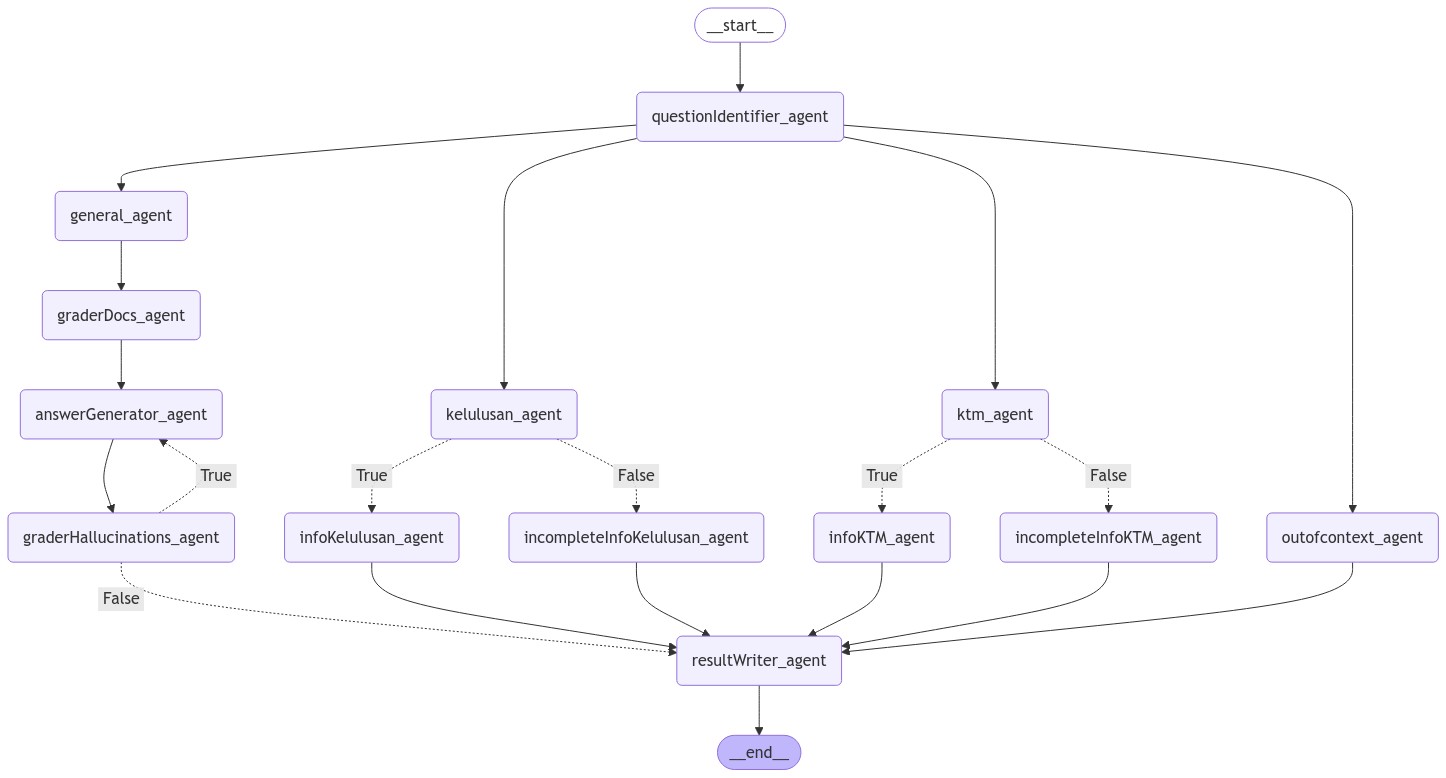 __start__
questionIdentifier_agent
general_agent
graderDocs_agent
answerGenerator_agent
kelulusan_agent
ktm_agent
True
True
False
True
False
graderHallucinations_agent
infoKelulusan_agent
incompleteInfoKelulusan_agent
infoKTM_agent
incompleteInfoKTM_agent
outofcontext_agent
False
resultWriter_agent
__end__